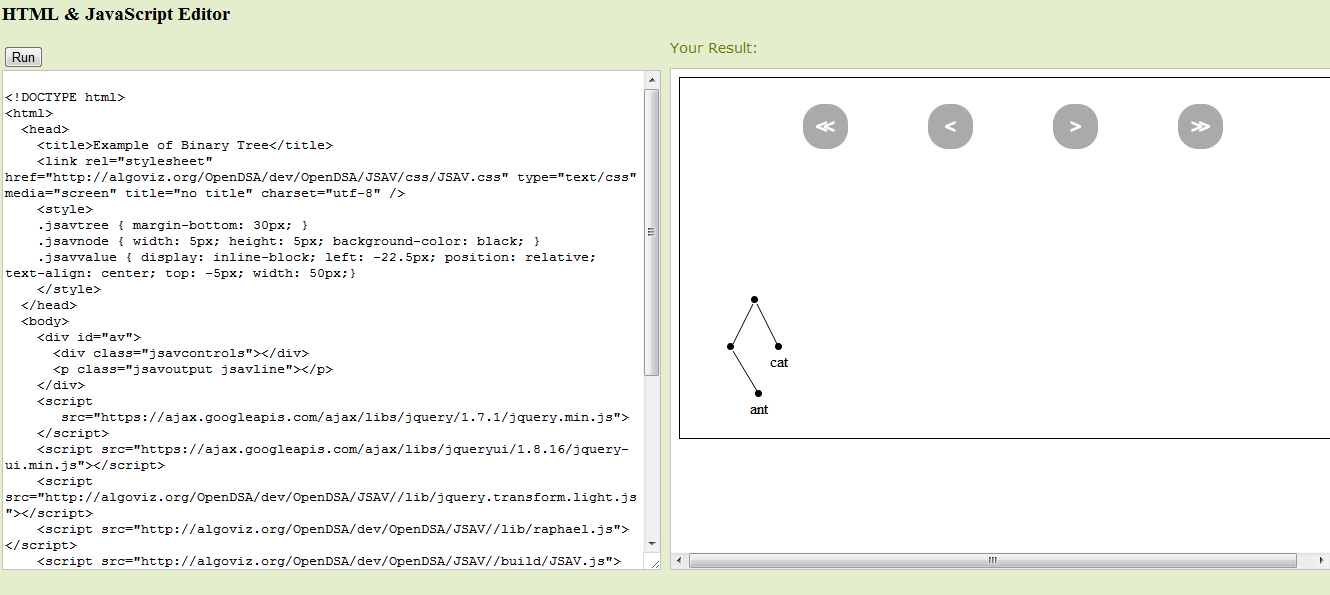 HTML & JavaScript Editor
Run
<!DOCTYPE html>
<html>
<head>
<title>Example of Binary Tree</title>
<link rel="stylesheet"
href="http://algoviz.org/OpenDSA/dev/OpenDSA/JSAV/css/JSAV.css" type="text/css"
media="screen" title="no title" charset="utf-8" />
<style>
.jsavtree { margin-bottom: 30px; }
.jsavnode { width: 5px; height: 5px; background-color: black; }
.jsavvalue { display: inline-block; left: -22.5px; position: relative;
text-align: center; top: -5px; width: 50px;}
</style>
</head>
<body>
<div id="av">
<div class="jsavcontrols"></div>
<p class="jsavoutput jsavline"></p>
</div>
<script
src="https://ajax.googleapis.com/ajax/libs/jquery/1.7.1/jquery.min.js">
</script>
<script src="https://ajax.googleapis.com/ajax/libs/jqueryui/1.8.16/jquery-
ui.min.js"></script>
<script
src="http://algoviz.org/OpenDSA/dev/OpenDSA/JSAV//lib/jquery.transform.light.js
"></script>
<script src="http://algoviz.org/OpenDSA/dev/OpenDSA/JSAV//lib/raphael.js">
</script>
<script src="http://algoviz.org/OpenDSA/dev/OpenDSA/JSAV//build/JSAV.js">
Your Result:
≪ < > ≫
cat
ant